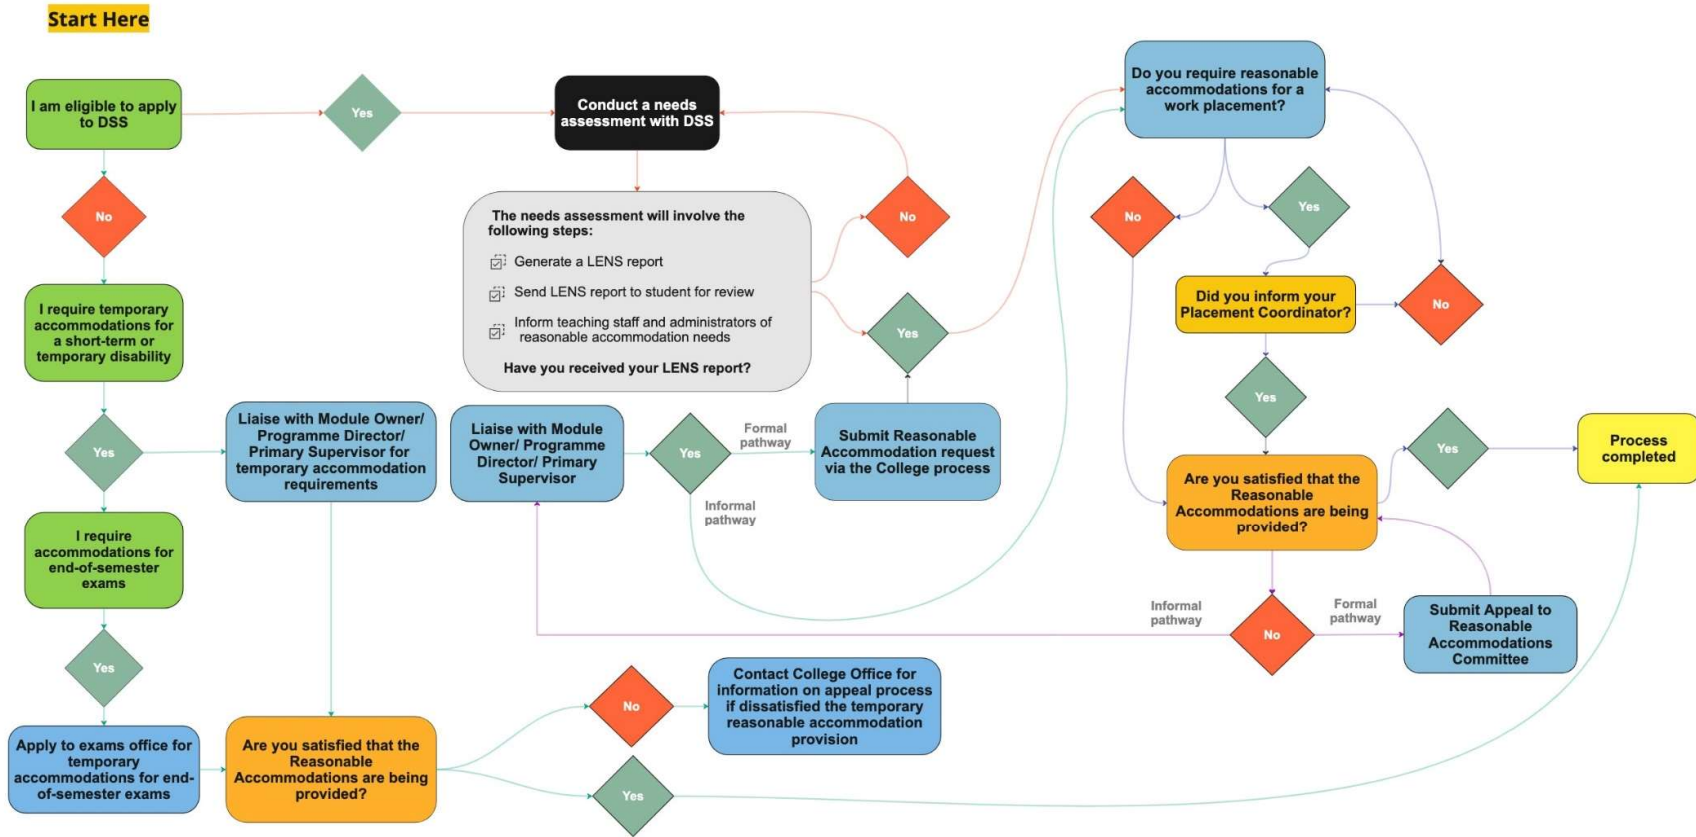 Start Here
I am eligible to apply
to DSS
Yes
Conduct a needs
assessment with DSS
Do you require reasonable
accommodations for a
work placement?
No
The needs assessment will involve the
following steps:
Generate a LENS report
Send LENS report to student for review
Inform teaching staff and administrators of
reasonable accommodation needs
Have you received your LENS report?
No
Yes
No
Yes
Did you inform your
Placement Coordinator?
No
Yes
I require temporary
accommodations for
a short-term or
temporary disability
Yes
Liaise with Module Owner/
Programme Director/
Primary Supervisor for
temporary accommodation
requirements
Liaise with Module
Owner/ Programme
Director/ Primary
Supervisor
Yes
Formal
pathway
Informal
pathway
Submit Reasonable
Accommodation request
via the College process
Are you satisfied that the
Reasonable
Accommodations are being
provided?
Yes
Process
completed
I require
accommodations for
end-of-semester
exams
Yes
Informal
pathway
No
Formal
pathway
Submit Appeal to
Reasonable
Accommodations
Committee
Apply to exams office for
temporary
accommodations for end-
of-semester exams
Are you satisfied that the
Reasonable
Accommodations are being
provided?
No
Contact College Office for
information on appeal process
if dissatisfied the temporary
reasonable accommodation
provision
Yes